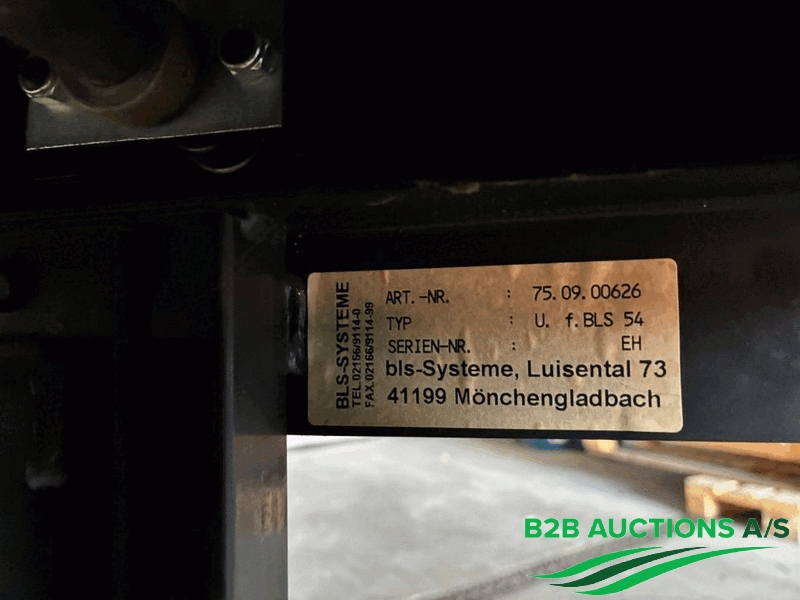 BLS-SYSTEME
TEL.02166/9114-0
FAX.02166/9114-99
ART.-NR. : 75.09.00626
TYP : U. f.BLS 54
SERIEN-NR. : EH
bls-Systeme, Luisental 73
41199 Mönchengladbach
B2B AUCTIONS A/S